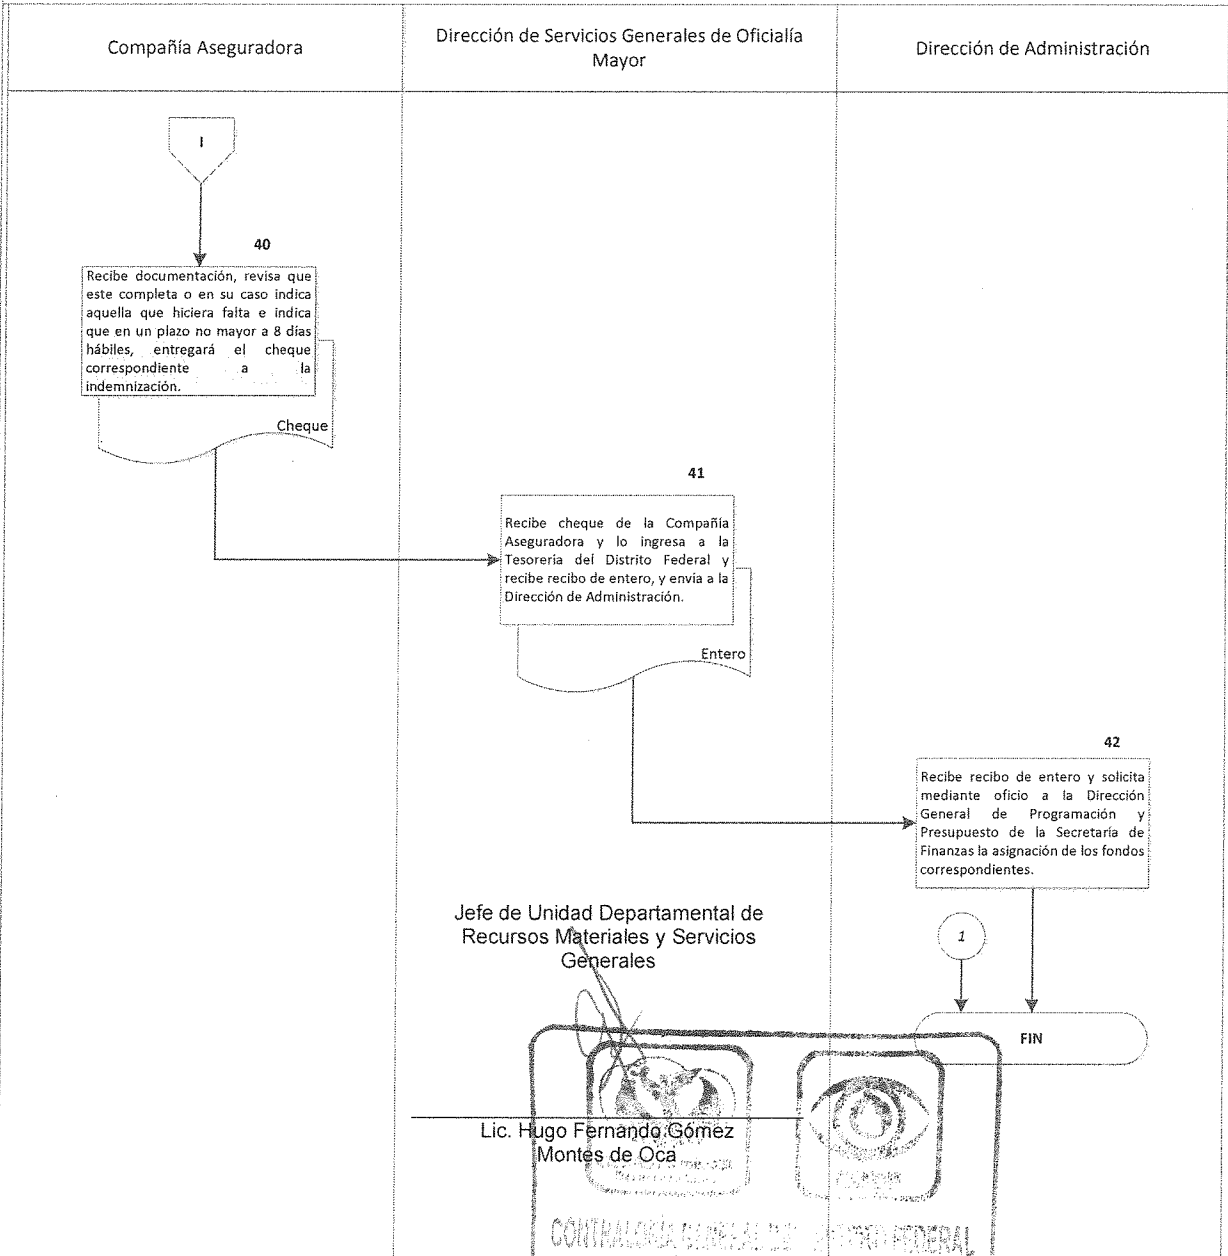 Compañía Aseguradora
Dirección de Servicios Generales de Oficialía
Mayor
Dirección de Administración
I
40
Recibe documentación, revisa que
este completa o en su caso indica
aquella que hiciera falta e indica
que en un plazo no mayor a 8 días
hábiles, entregará el cheque
correspondiente a la
indemnización.
Cheque
41
Recibe cheque de la Compañía
Aseguradora y lo ingresa a la
Tesorería del Distrito Federal y
recibe recibo de entero, y envia a la
Dirección de Administración.
Entero
42
Recibe recibo de entero y solicita
mediante oficio a la Dirección
General de Programación y
Presupuesto de la Secretaría de
Finanzas la asignación de los fondos
correspondientes.
Jefe de Unidad Departamental de
Recursos Materiales y Servicios
Generales
1
FIN
Lic. Hugo Fernando Gómez
Montes de Oca
CONTRALORÍA GENERAL DEL DISTRITO FEDERAL